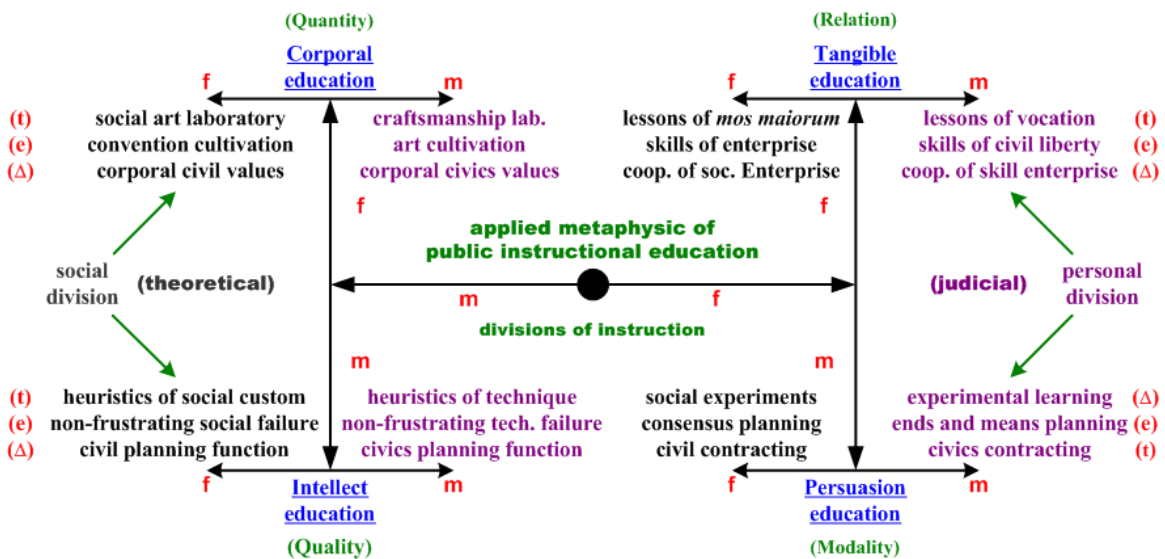 (Quantity) (Relation)
Corporal education Tangible education
f m f m
(t) social art laboratory craftsmanship lab. lessons of mos maiorum lessons of vocation (t)
(e) convention cultivation art cultivation skills of enterprise skills of civil liberty (e)
(Δ) corporal civil values corporal civics values coop. of soc. Enterprise coop. of skill enterprise (Δ)
f f
applied metaphysic of
public instructional education
social division (theoretical) (judicial) personal division
m f
divisions of instruction
m m
(t) heuristics of social custom heuristics of technique social experiments experimental learning (Δ)
(e) non-frustrating social failure non-frustrating tech. failure consensus planning ends and means planning (e)
(Δ) civil planning function civics planning function civil contracting civics contracting (t)
f m f m
Intellect education Persuasion education
(Quality) (Modality)